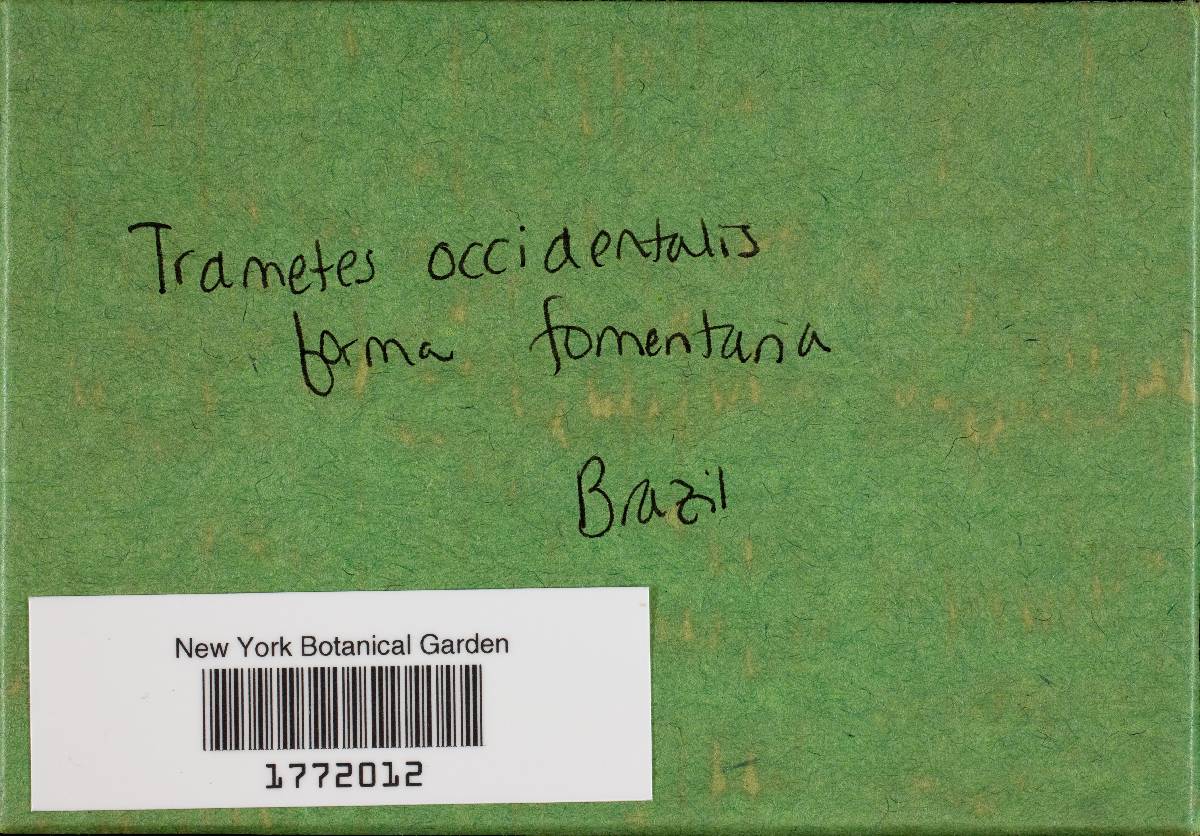 Trametes occidentalis
forma fomentaria
Brazil
New York Botanical Garden
1772012